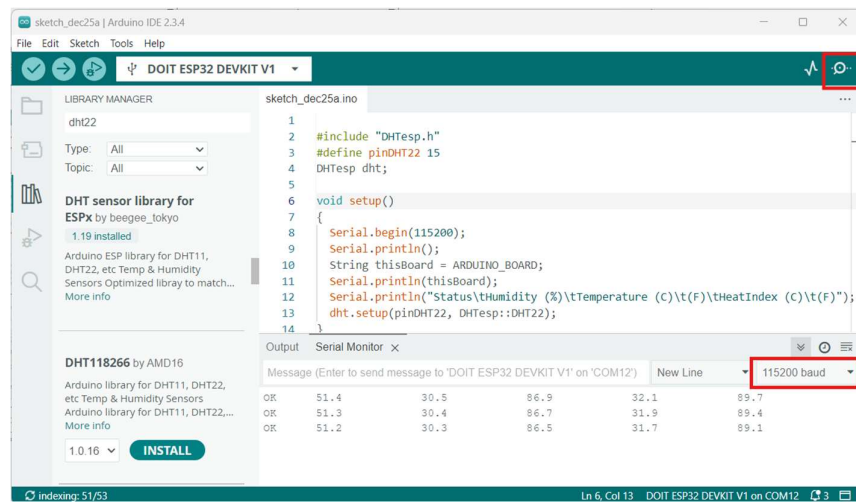 sketch_dec25a | Arduino IDE 2.3.4
File Edit Sketch Tools Help
DOIT ESP32 DEVKIT V1
LIBRARY MANAGER
dht22
Type: All
Topic: All
DHT sensor library for
ESPx by beegee_tokyo
1.19 installed
Arduino ESP library for DHT11,
DHT22, etc Temp & Humidity
Sensors Optimized libray to match...
More info
DHT118266 by AMD16
Arduino library for DHT11, DHT22,
etc Temp & Humidity Sensors
Arduino library for DHT11, DHT22,...
More info
1.0.16 INSTALL
sketch_dec25a.ino
1
2 #include "DHTesp.h"
3 #define pinDHT22 15
4 DHTesp dht;
5
6 void setup()
7 {
8 Serial.begin(115200);
9 Serial.println();
10 String thisBoard = ARDUINO_BOARD;
11 Serial.println(thisBoard);
12 Serial.println("Status\tHumidity (%)\tTemperature (C)\t(F)\tHeatIndex (C)\t(F)");
13 dht.setup(pinDHT22, DHTesp::DHT22);
14 }
Output Serial Monitor
Message (Enter to send message to 'DOIT ESP32 DEVKIT V1' on 'COM12') New Line 115200 baud
OK 51.4 30.5 86.9 32.1 89.7
OK 51.3 30.4 86.7 31.9 89.4
OK 51.2 30.3 86.5 31.7 89.1
indexing: 51/53 Ln 6, Col 13 DOIT ESP32 DEVKIT V1 on COM12 3